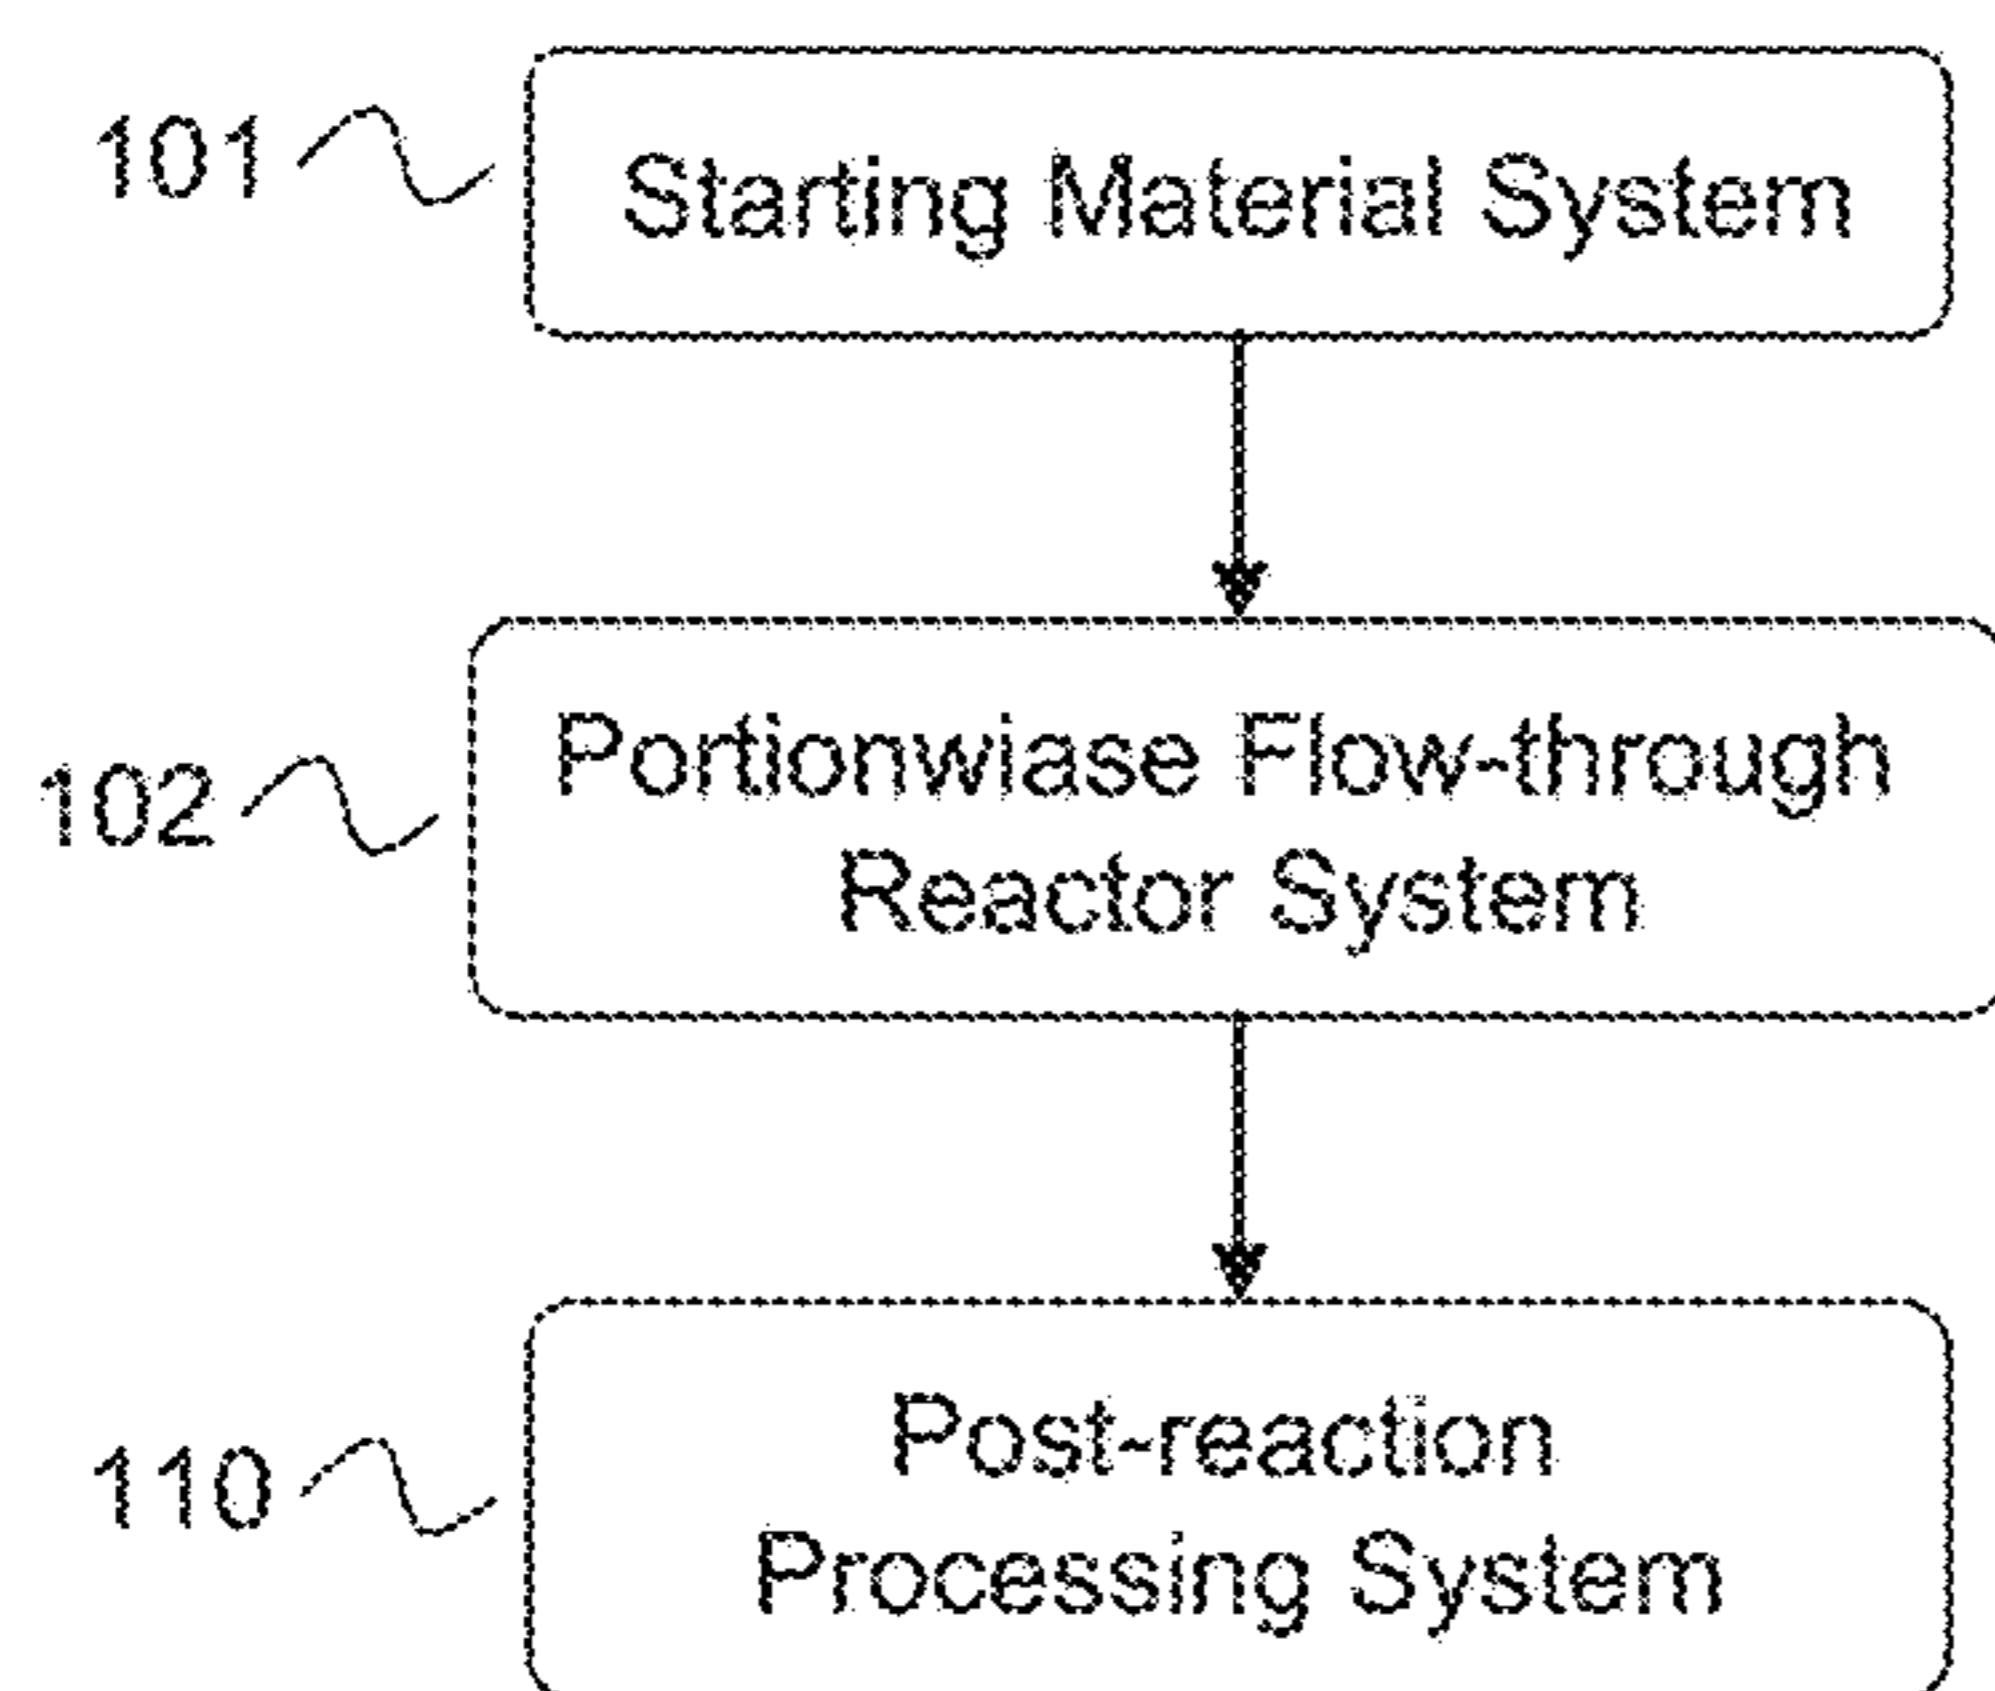 101
Starting Material System
102
Portionwiase Flow-through
Reactor System
110
Post-reaction
Processing System